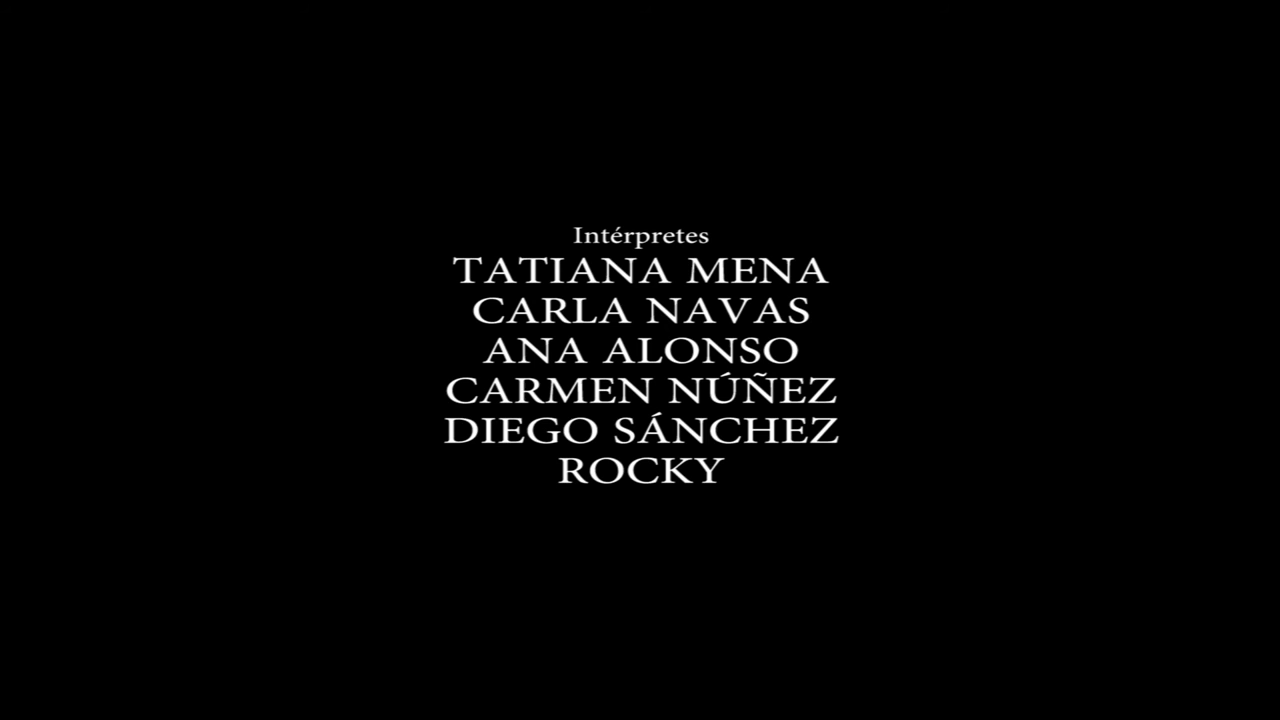 Intérpretes
TATIANA MENA
CARLA NAVAS
ANA ALONSO
CARMEN NÚÑEZ
DIEGO SÁNCHEZ
ROCKY